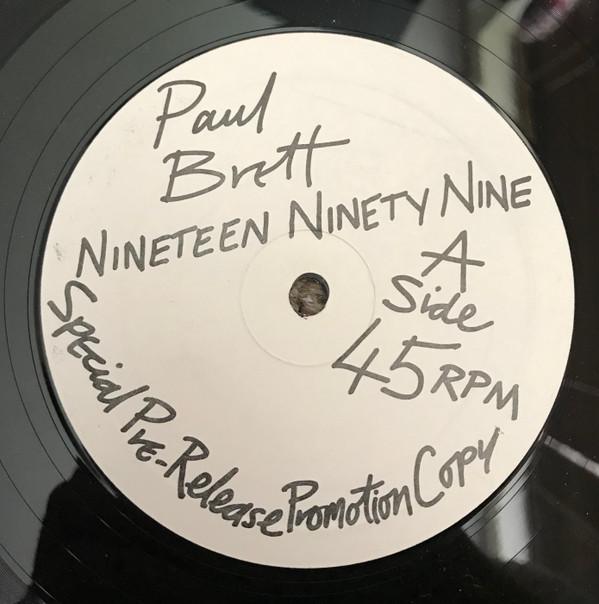 Paul
Brett
NINETEEN NINETY NINE
A
Side
45 RPM
Special Pre-Release Promotion Copy